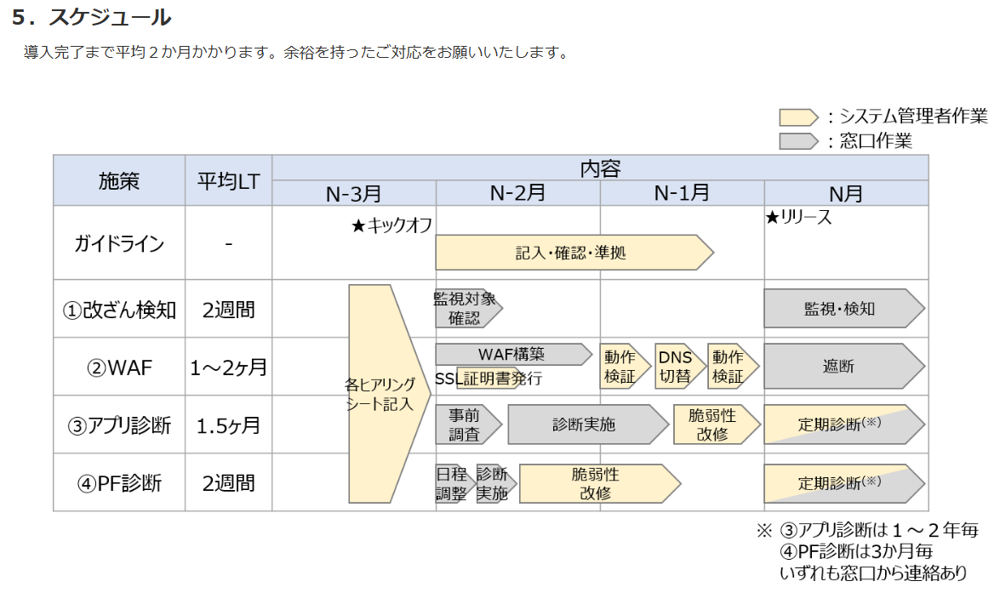 5．スケジュール
導入完了まで平均２か月かかります。余裕を持ったご対応をお願いいたします。
：システム管理者作業
：窓口作業
施策
平均LT
内容
N-3月
N-2月
N-1月
N月
ガイドライン
-
★キックオフ
記入・確認・準拠
★リリース
①改ざん検知
2週間
監視対象
確認
監視・検知
②WAF
1～2ヶ月
各ヒアリング
シート記入
WAF構築
SSL証明書発行
動作
検証
DNS
切替
動作
検証
遮断
③アプリ診断
1.5ヶ月
事前
調査
診断実施
脆弱性
改修
定期診断(※)
④PF診断
2週間
日程
調整
診断
実施
脆弱性
改修
定期診断(※)
※ ③アプリ診断は１～２年毎
④PF診断は3か月毎
いずれも窓口から連絡あり